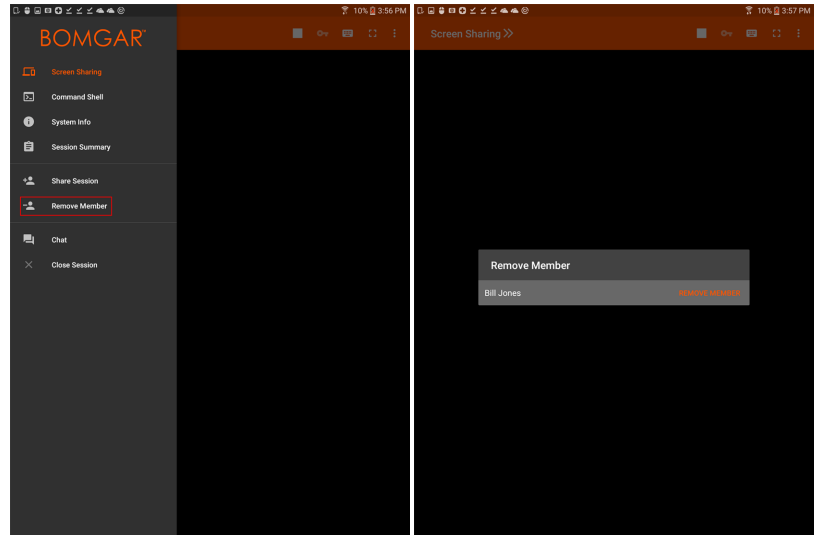 10% 3:56 PM
BOMGAR™
Screen Sharing
Command Shell
System Info
Session Summary
Share Session
Remove Member
Chat
Close Session
10% 3:57 PM
Screen Sharing
Remove Member
Bill Jones
REMOVE MEMBER